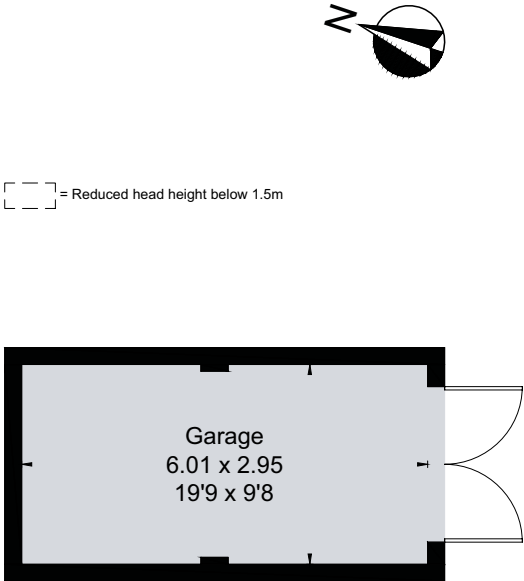 N
= Reduced head height below 1.5m
Garage
6.01 x 2.95
19'9 x 9'8